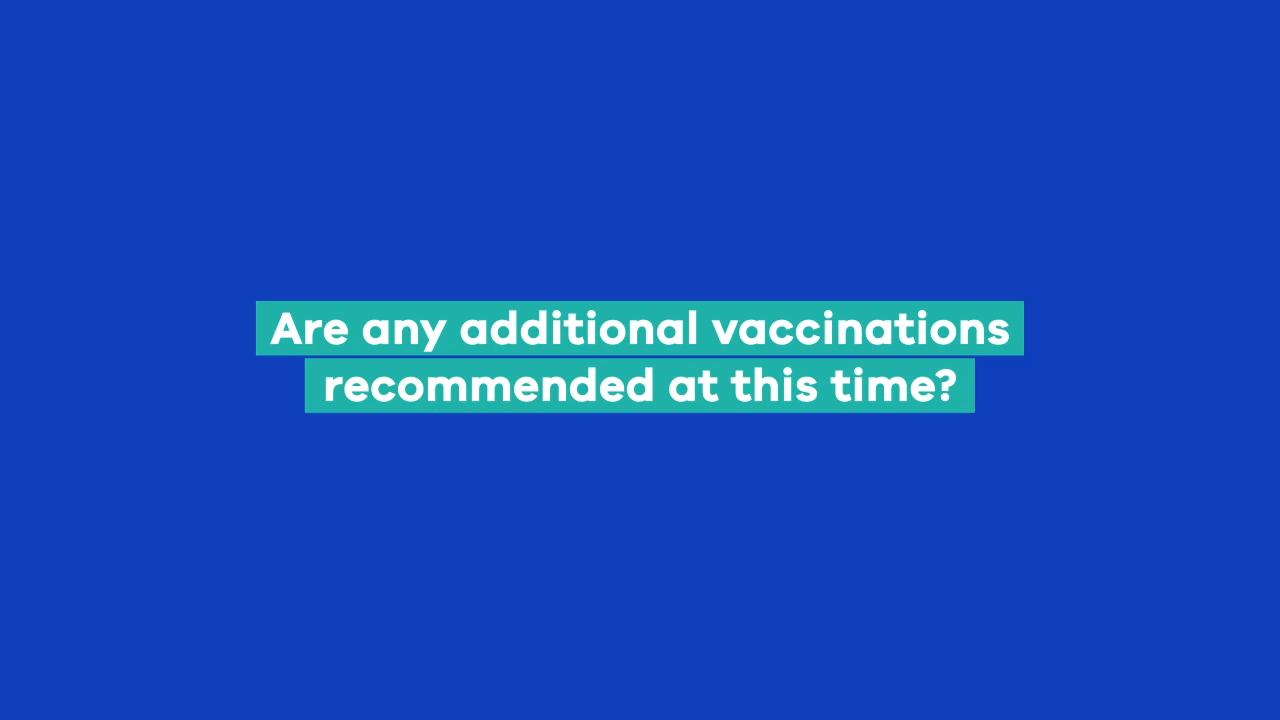 Are any additional vaccinations
recommended at this time?